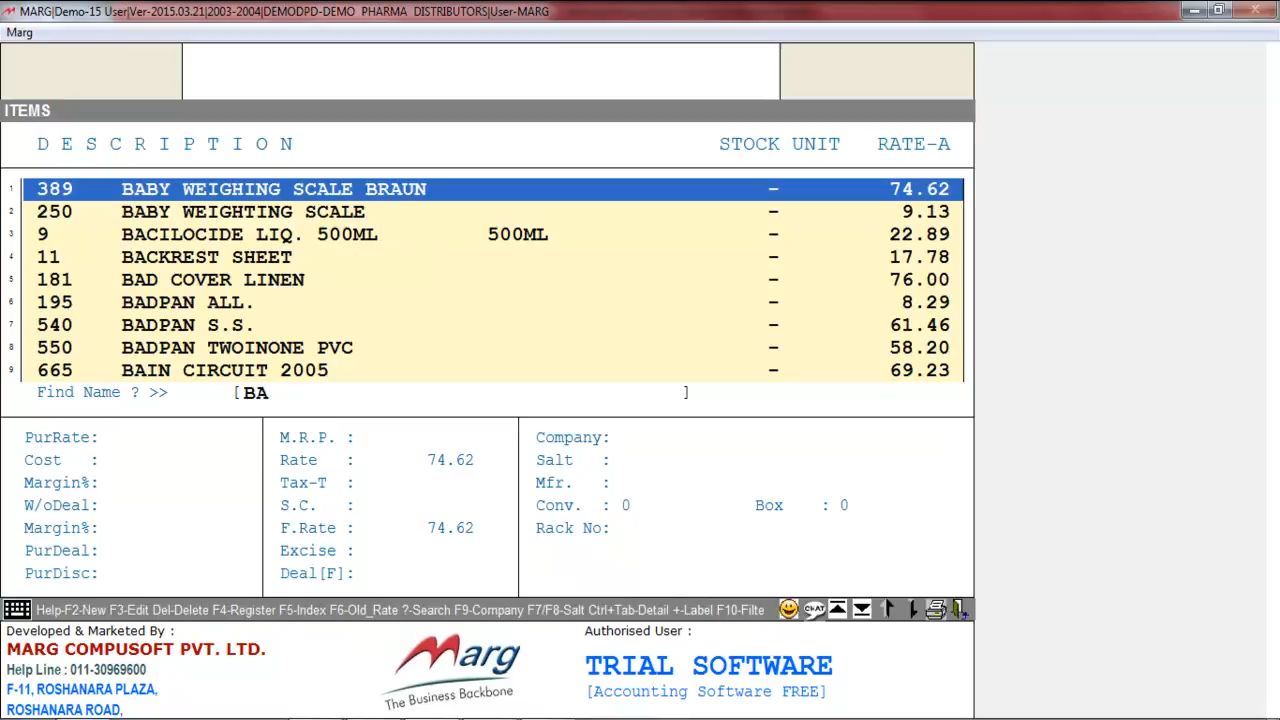 MARG|Demo-15 User|Ver-2015.03.21|2003-2004|DEMODPD-DEMO PHARMA DISTRIBUTORS|User-MARG
Marg
ITEMS
D E S C R I P T I O N STOCK UNIT RATE-A
1 389 BABY WEIGHING SCALE BRAUN - 74.62
2 250 BABY WEIGHTING SCALE - 9.13
3 9 BACILOCIDE LIQ. 500ML 500ML - 22.89
4 11 BACKREST SHEET - 17.78
5 181 BAD COVER LINEN - 76.00
6 195 BADPAN ALL. - 8.29
7 540 BADPAN S.S. - 61.46
8 550 BADPAN TWOINONE PVC - 58.20
9 665 BAIN CIRCUIT 2005 - 69.23
Find Name ? >> [BA ]
PurRate: M.R.P. : Company:
Cost : Rate : 74.62 Salt :
Margin%: Tax-T : Mfr. :
W/oDeal: S.C. : Conv. : 0 Box : 0
Margin%: F.Rate : 74.62 Rack No:
PurDeal: Excise :
PurDisc: Deal[F]:
Help-F2-New F3-Edit Del-Delete F4-Register F5-Index F6-Old_Rate ?-Search F9-Company F7/F8-Salt Ctrl+Tab-Detail +-Label F10-Filte CHAT
Developed & Marketed By :
MARG COMPUSOFT PVT. LTD.
Help Line : 011-30969600
F-11, ROSHANARA PLAZA,
ROSHANARA ROAD,
Marg
The Business Backbone
Authorised User :
TRIAL SOFTWARE
[Accounting Software FREE]